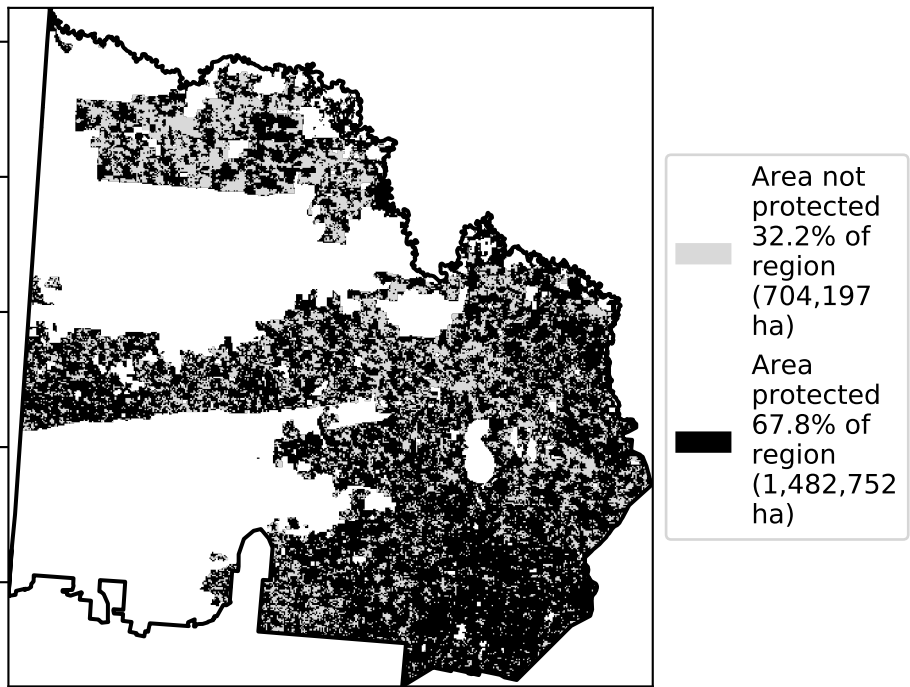 Area not
protected
32.2% of
region
(704,197
ha)
Area
protected
67.8% of
region
(1,482,752
ha)